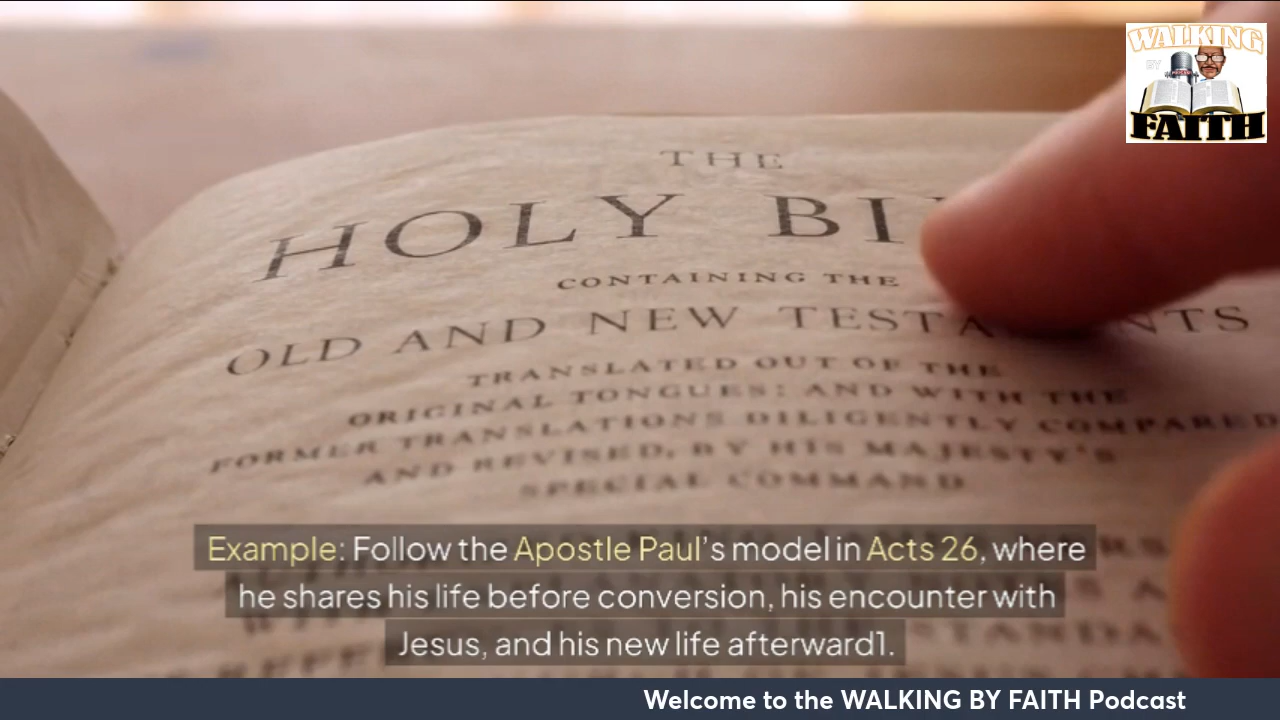 WALKING
BY
FAITH
THE
HOLY BI
CONTAINING THE
OLD AND NEW TESTA NTS
TRANSLATED OUT OF THE
ORIGINAL TONGUES: AND WITH THE
FORMER TRANSLATIONS DILIGENTLY COMPARED
AND REVISED, BY HIS MAJESTY'S
SPECIAL COMMAND
Example: Follow the Apostle Paul's model in Acts 26, where
he shares his life before conversion, his encounter with
Jesus, and his new life afterward1.
Welcome to the WALKING BY FAITH Podcast